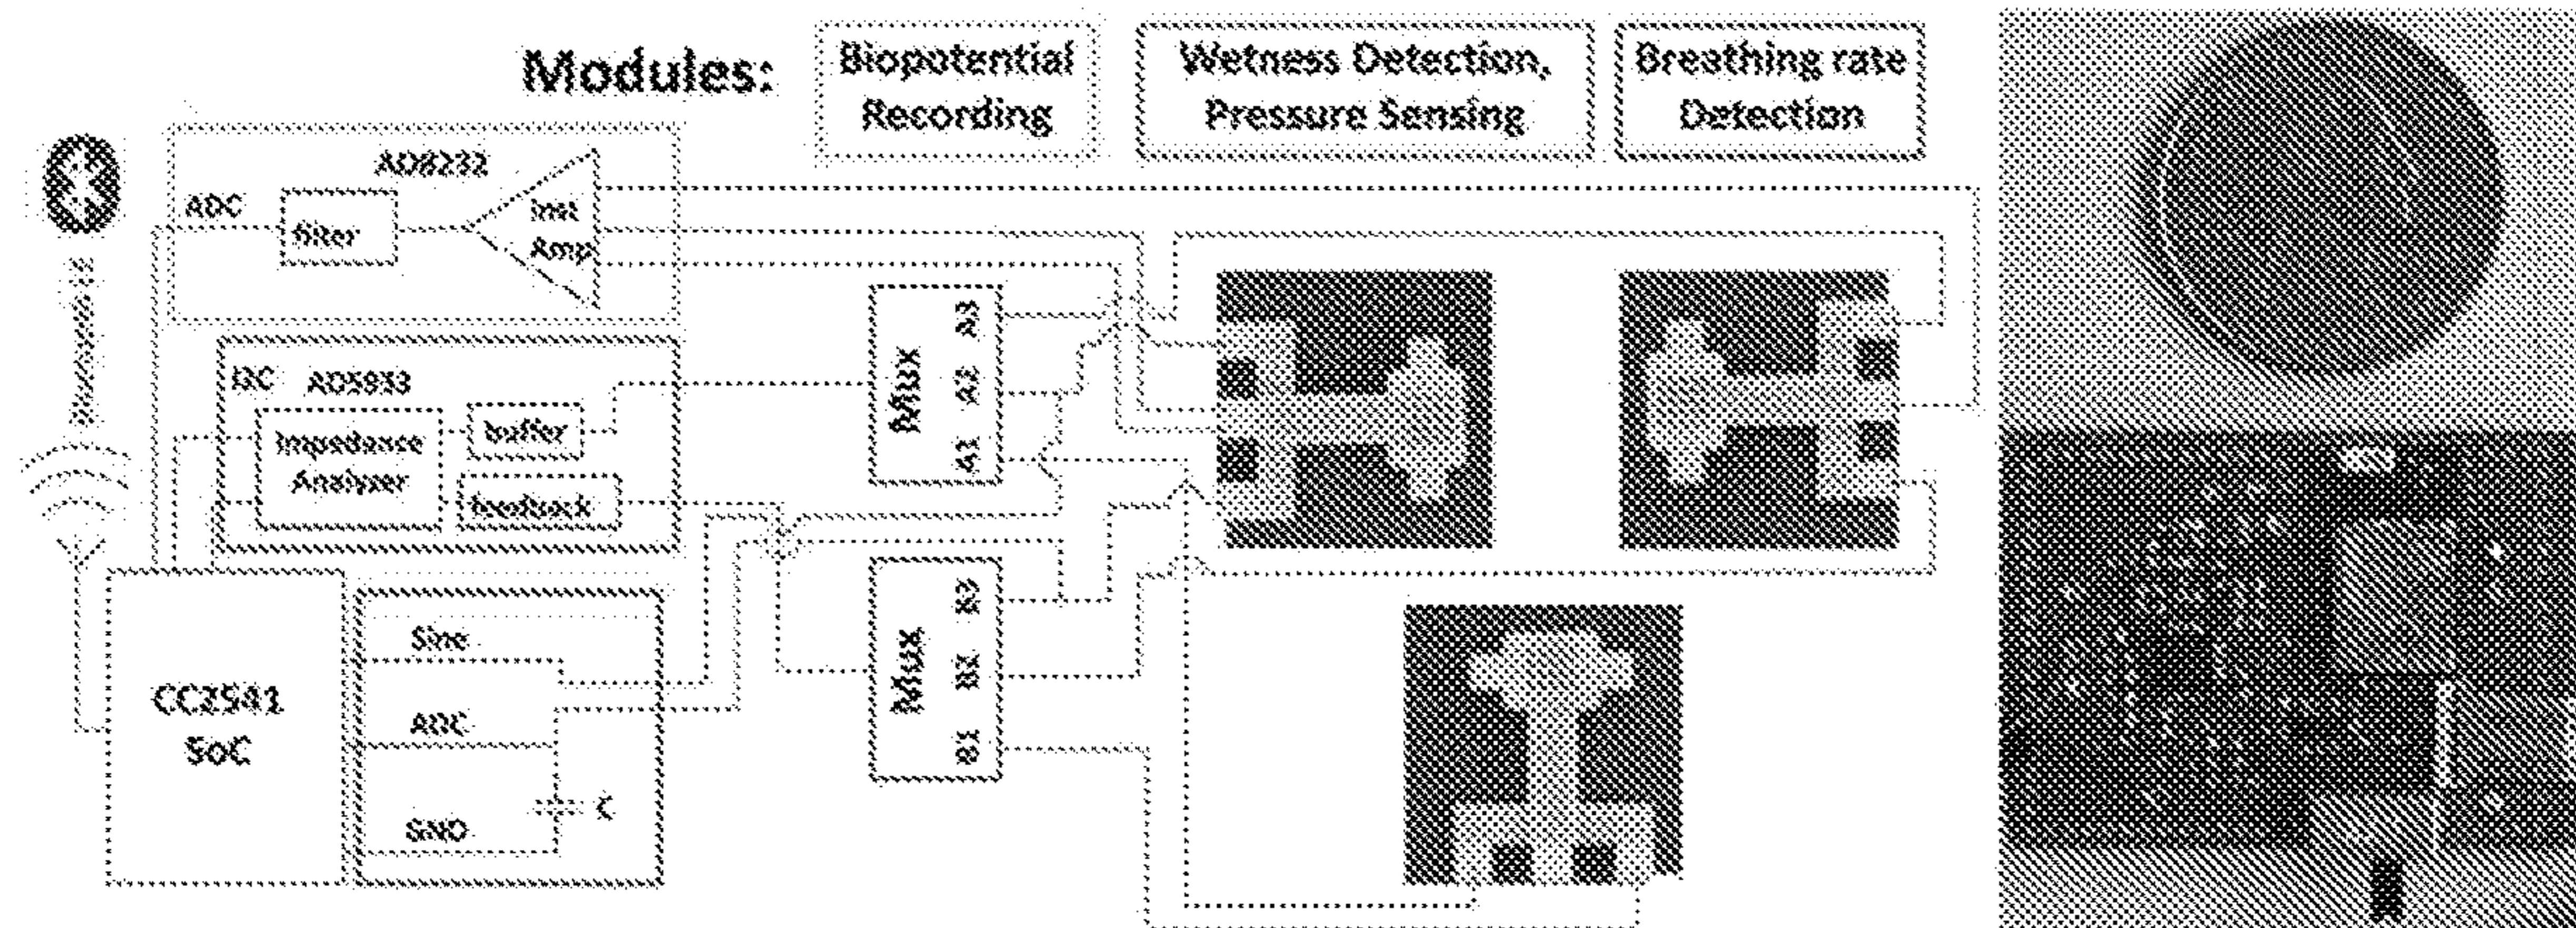 Modules:
Biopotential
Recording
Wetness Detection,
Pressure Sensing
Breathing rate
Detection
AD8232
ADC
filter
Inst
Amp
I2C
AD5933
Impedance
Analyzer
buffer
feedback
Mux
A3
A2
A1
Mux
B3
B2
B1
CC2541
SoC
Sine
ADC
GND
C